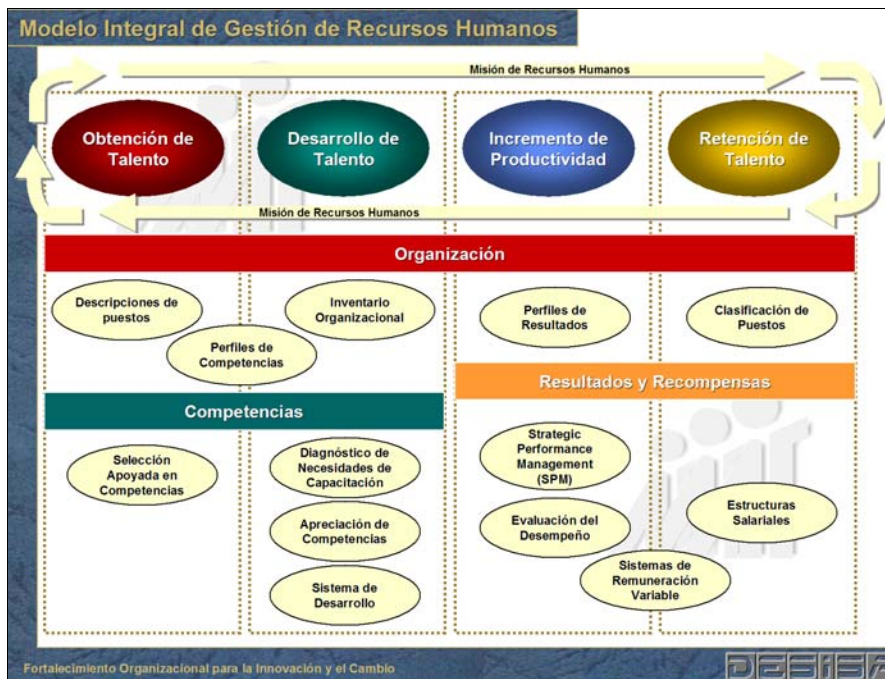 Modelo Integral de Gestión de Recursos Humanos
Misión de Recursos Humanos
Obtención de
Talento
Desarrollo de
Talento
Incremento de
Productividad
Retención de
Talento
Misión de Recursos Humanos
Organización
Descripciones de
puestos
Inventario
Organizacional
Perfiles de
Resultados
Clasificación de
Puestos
Perfiles de
Competencias
Resultados y Recompensas
Competencias
Selección
Apoyada en
Competencias
Diagnóstico de
Necesidades de
Capacitación
Strategic
Performance
Management
(SPM)
Estructuras
Salariales
Apreciación de
Competencias
Evaluación del
Desempeño
Sistema de
Desarrollo
Sistemas de
Remuneración
Variable
Fortalecimiento Organizacional para la Innovación y el Cambio
DESISA